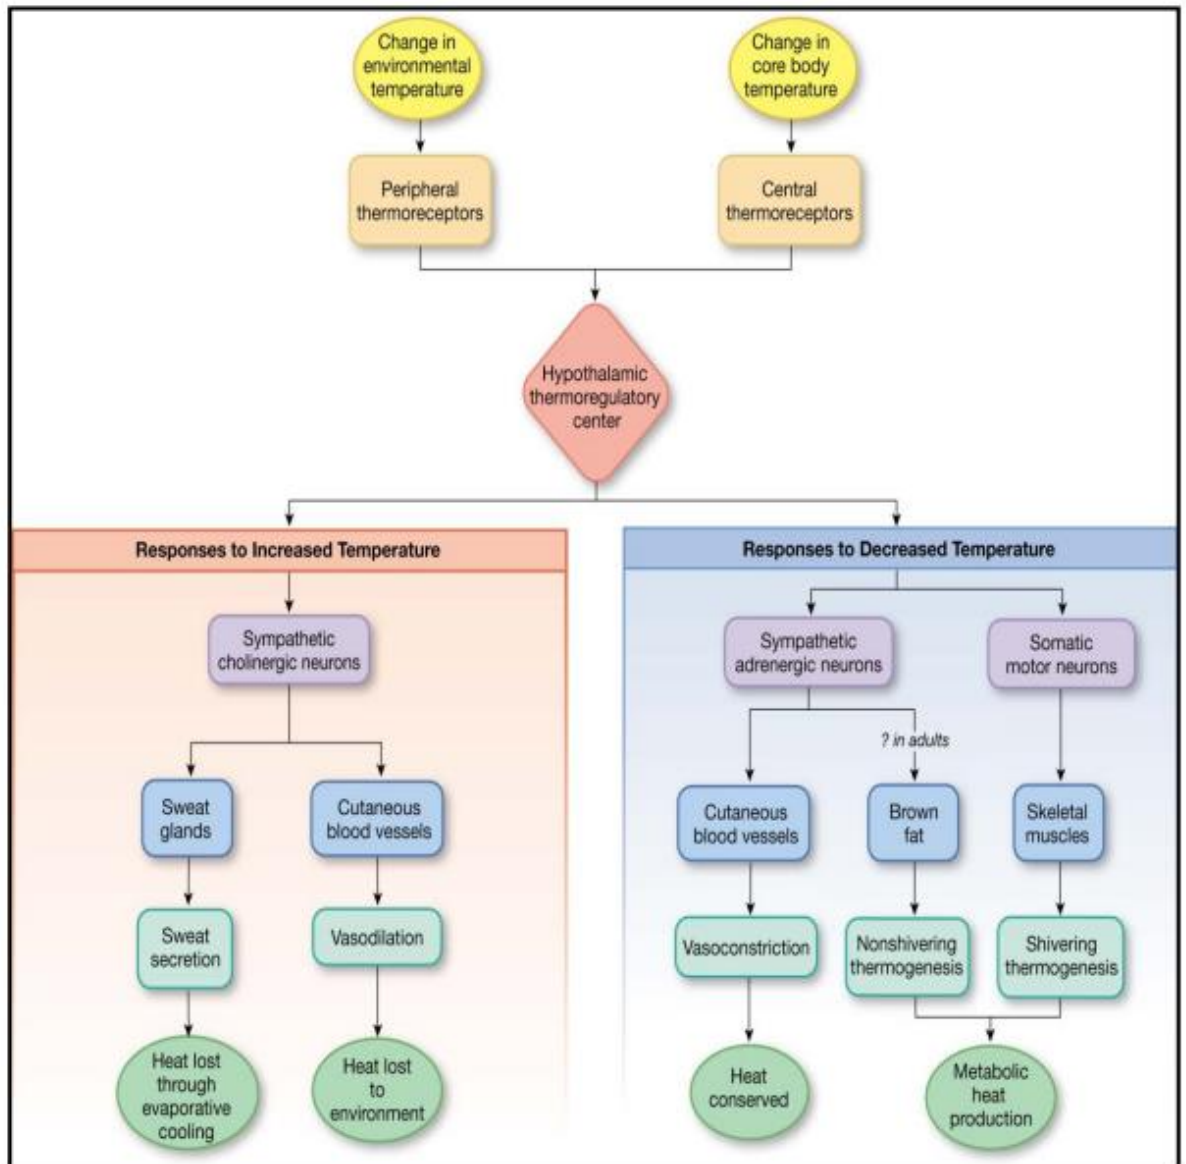 Change in
environmental
temperature
Change in
core body
temperature
Peripheral
thermoreceptors
Central
thermoreceptors
Hypothalamic
thermoregulatory
center
Responses to Increased Temperature
Responses to Decreased Temperature
Sympathetic
cholinergic neurons
Sympathetic
adrenergic neurons
Somatic
motor neurons
? in adults
Sweat
glands
Cutaneous
blood vessels
Cutaneous
blood vessels
Brown
fat
Skeletal
muscles
Sweat
secretion
Vasodilation
Vasoconstriction
Nonshivering
thermogenesis
Shivering
thermogenesis
Heat lost
through
evaporative
cooling
Heat lost
to
environment
Heat
conserved
Metabolic
heat
production